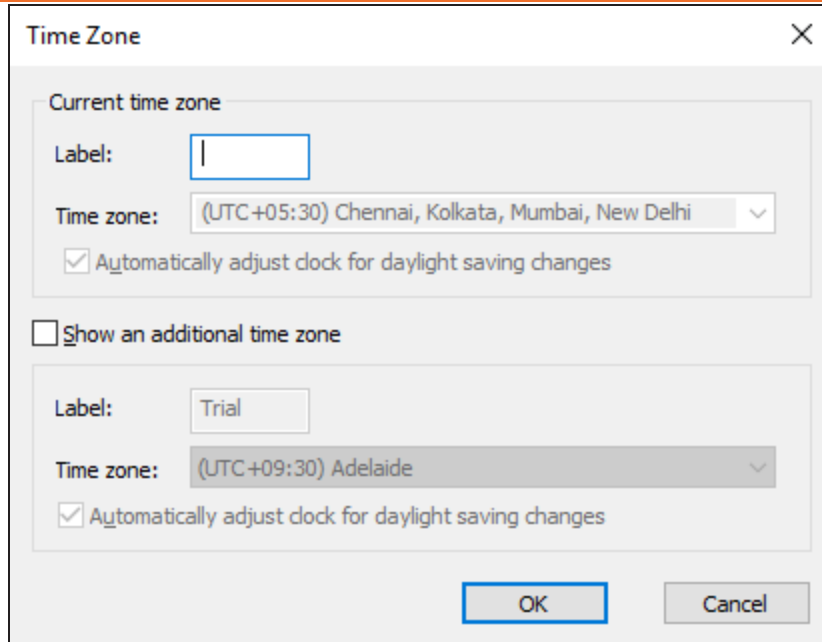 Time Zone
Current time zone
Label:
Time zone: (UTC+05:30) Chennai, Kolkata, Mumbai, New Delhi
Automatically adjust clock for daylight saving changes
Show an additional time zone
Label: Trial
Time zone: (UTC+09:30) Adelaide
Automatically adjust clock for daylight saving changes
OK Cancel